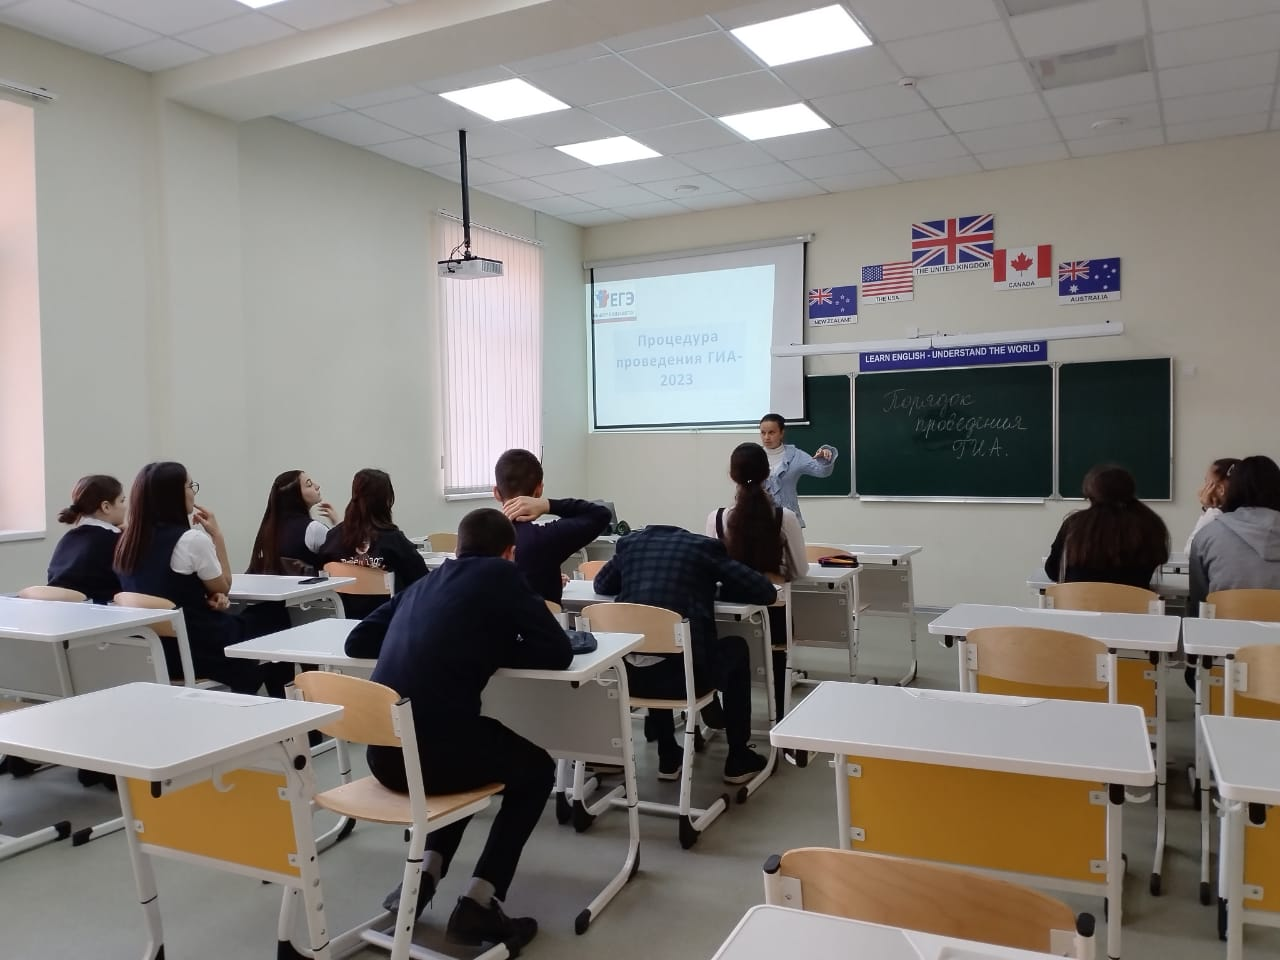 ЕГЭ
Процедура
проведения ГИА-
2023
THE UNITED KINGDOM
CANADA
THE USA
AUSTRALIA
NEW ZEALAND
LEARN ENGLISH - UNDERSTAND THE WORLD
Порядок
проведения
ГИА.